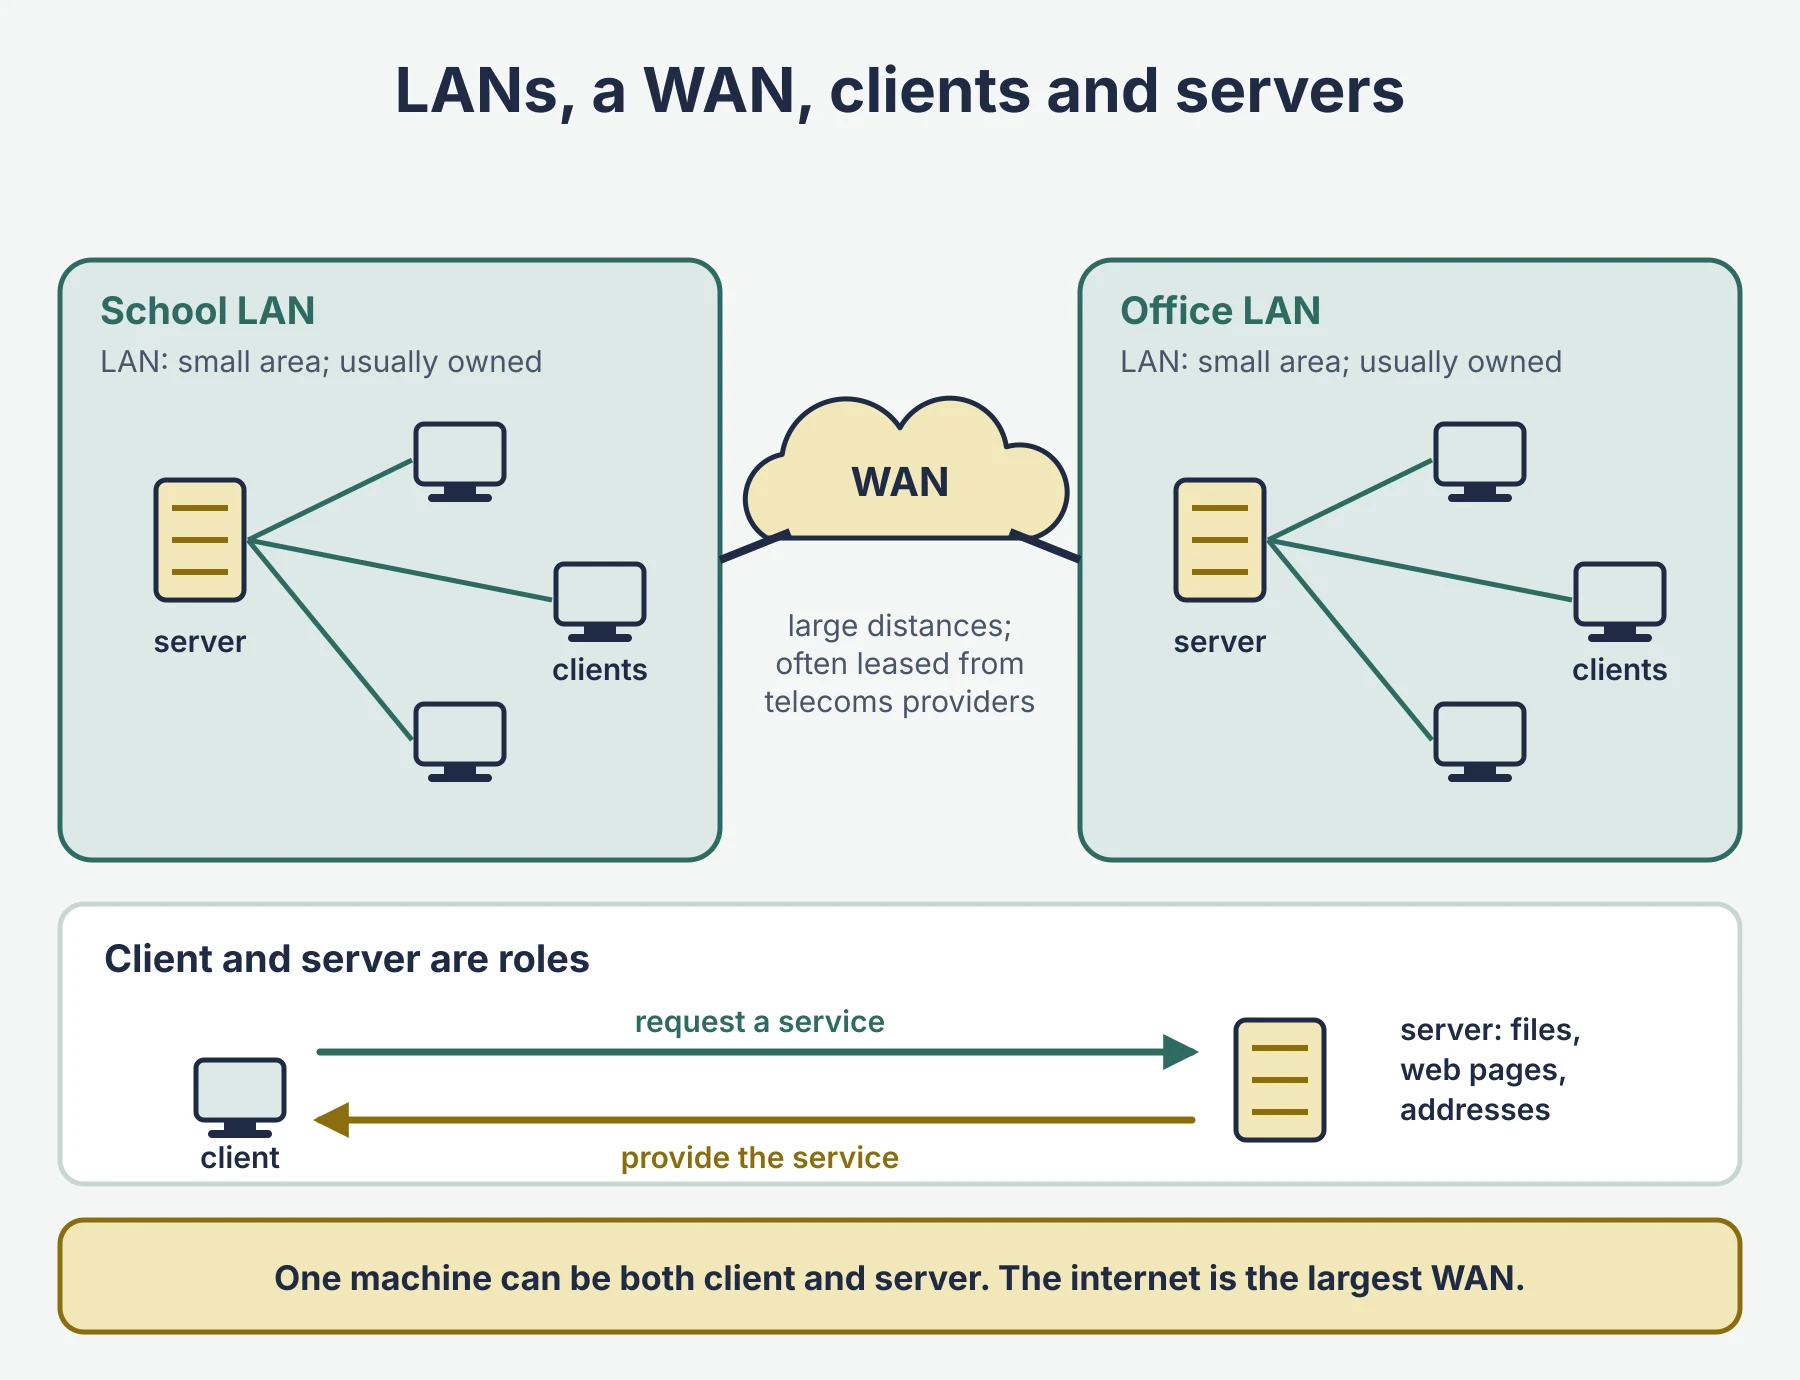 LANs, a WAN, clients and servers
School LAN
LAN: small area; usually owned
server
clients
WAN
large distances;
often leased from
telecoms providers
Office LAN
LAN: small area; usually owned
server
clients
Client and server are roles
request a service
provide the service
client
server: files,
web pages,
addresses
One machine can be both client and server. The internet is the largest WAN.